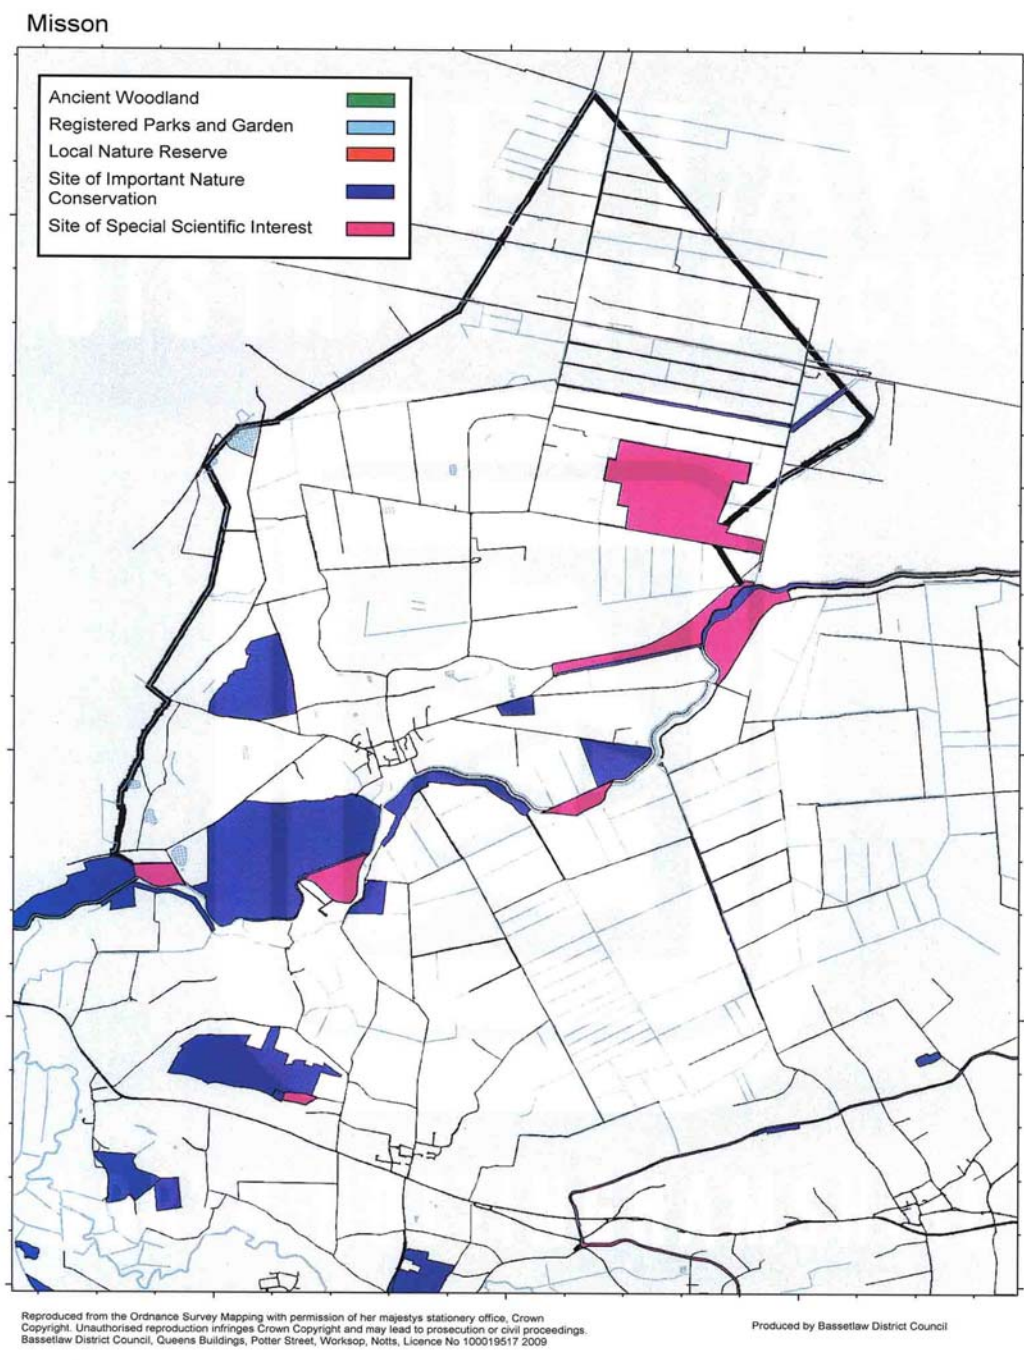 Misson
Ancient Woodland
Registered Parks and Garden
Local Nature Reserve
Site of Important Nature
Conservation
Site of Special Scientific Interest
Reproduced from the Ordnance Survey Mapping with permission of her majestys stationery office, Crown
Copyright. Unauthorised reproduction infringes Crown Copyright and may lead to prosecution or civil proceedings.
Bassetlaw District Council, Queens Buildings, Potter Street, Worksop, Notts, Licence No 100019517 2009
Produced by Bassetlaw District Council